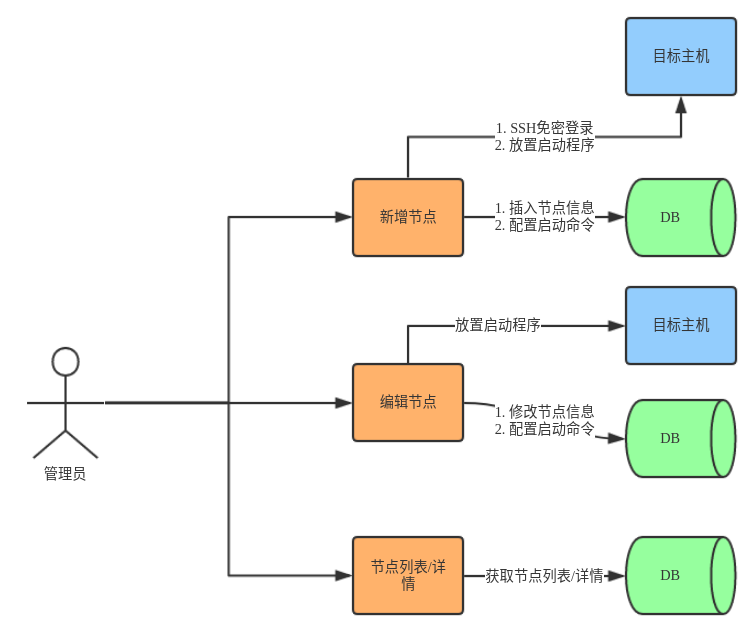 目标主机
1. SSH免密登录
2. 放置启动程序
新增节点
1. 插入节点信息
2. 配置启动命令
DB
放置启动程序
目标主机
编辑节点
1. 修改节点信息
2. 配置启动命令
DB
管理员
节点列表/详
情
获取节点列表/详情
DB